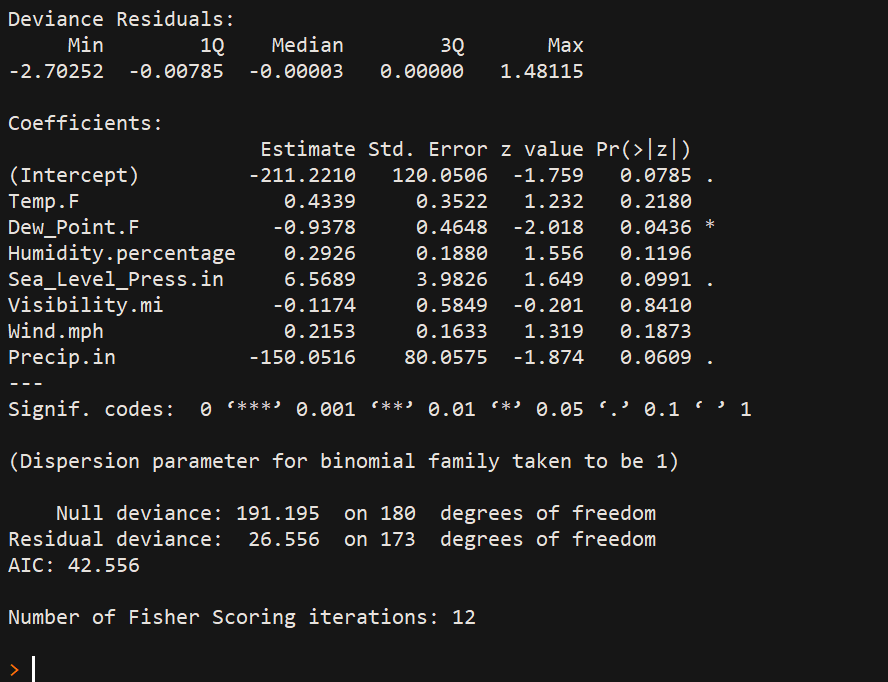 Deviance Residuals:
     Min        1Q    Median        3Q       Max
-2.70252  -0.00785  -0.00003   0.00000   1.48115

Coefficients:
                     Estimate Std. Error z value Pr(>|z|)
(Intercept)         -211.2210   120.0506  -1.759   0.0785 .
Temp.F                 0.4339     0.3522   1.232   0.2180
Dew_Point.F           -0.9378     0.4648  -2.018   0.0436 *
Humidity.percentage    0.2926     0.1880   1.556   0.1196
Sea_Level_Press.in     6.5689     3.9826   1.649   0.0991 .
Visibility.mi         -0.1174     0.5849  -0.201   0.8410
Wind.mph               0.2153     0.1633   1.319   0.1873
Precip.in           -150.0516    80.0575  -1.874   0.0609 .
---
Signif. codes:  0 ‘***’ 0.001 ‘**’ 0.01 ‘*’ 0.05 ‘.’ 0.1 ‘ ’ 1

(Dispersion parameter for binomial family taken to be 1)

    Null deviance: 191.195  on 180  degrees of freedom
Residual deviance:  26.556  on 173  degrees of freedom
AIC: 42.556

Number of Fisher Scoring iterations: 12

>